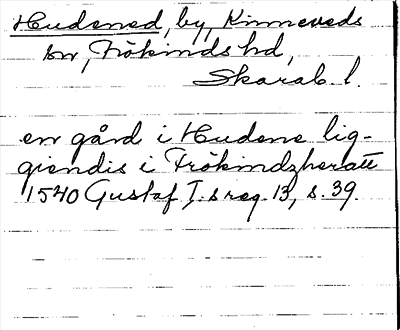 Hudened, by, Kinneveds
sn, Frökinds hd,
Skarab. l.
en gård i Hudene lig-
giendis i Frökindzheratt
1540 Gustaf I:s reg. 13, s. 39.